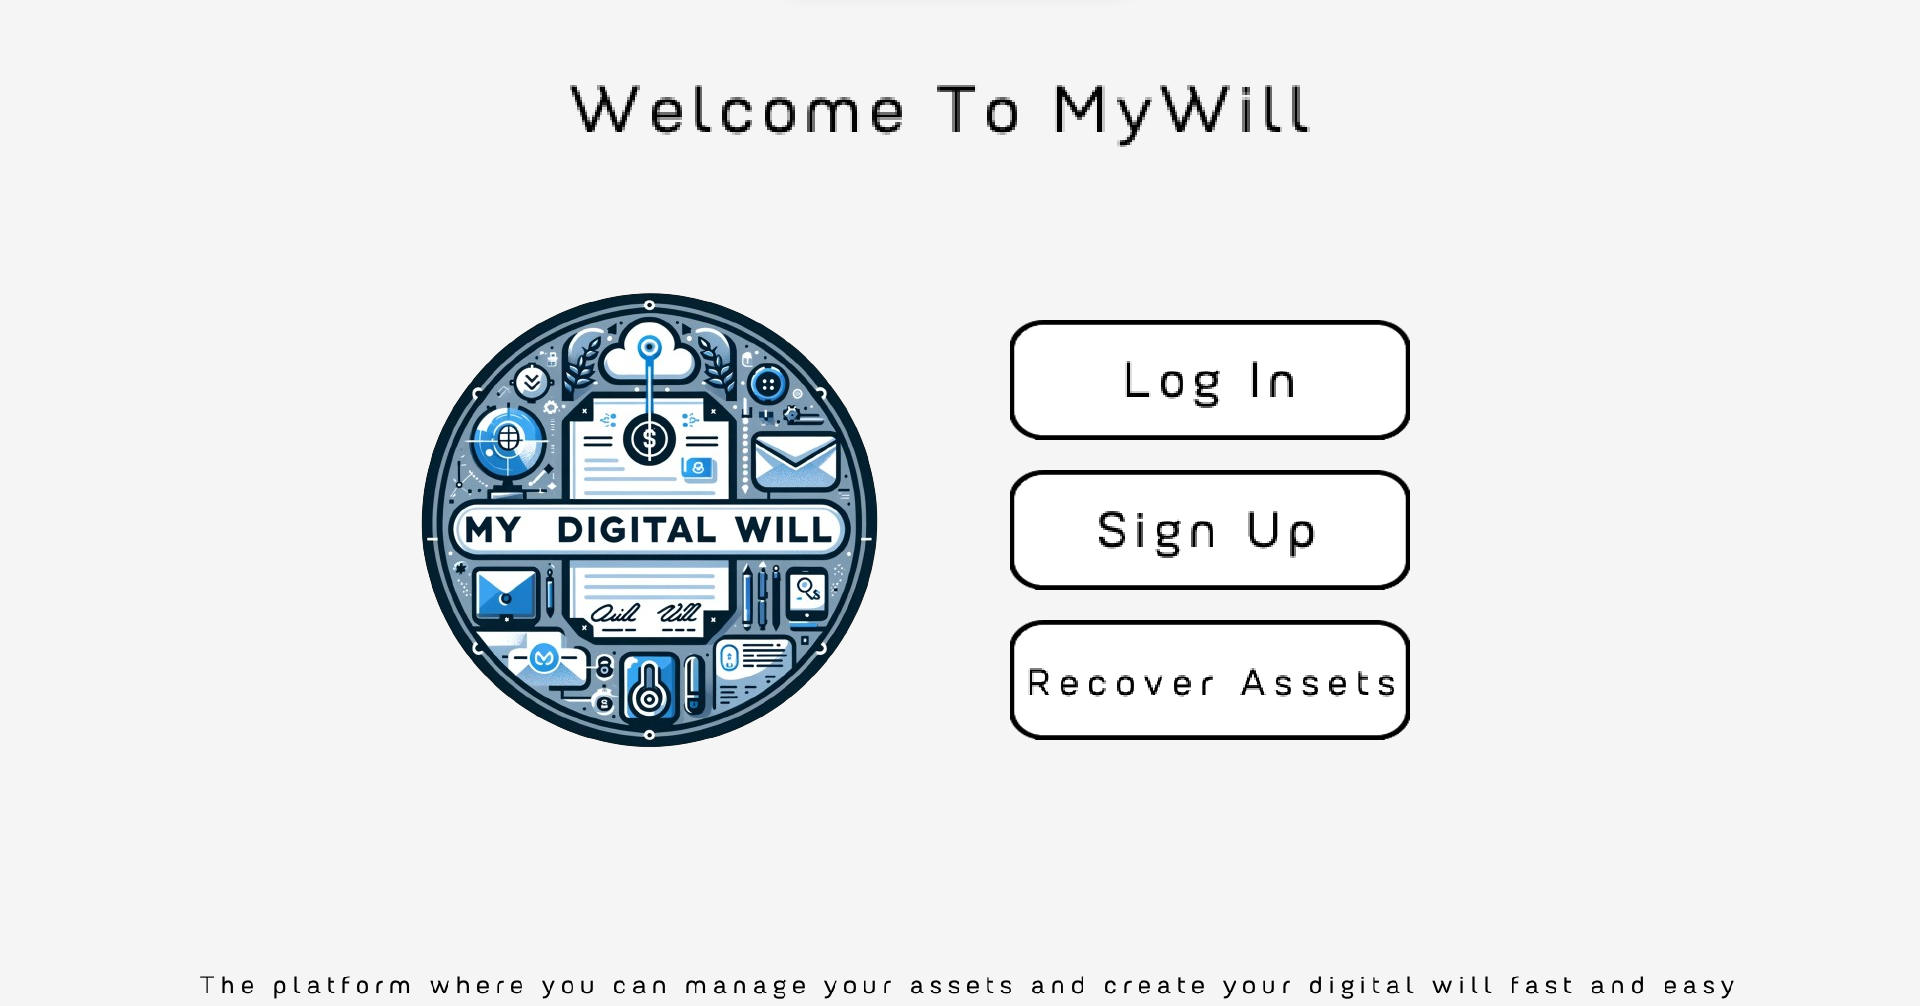 Welcome To MyWill
$
MY DIGITAL WILL
Will
Log In
Sign Up
Recover Assets
The platform where you can manage your assets and create your digital will fast and easy